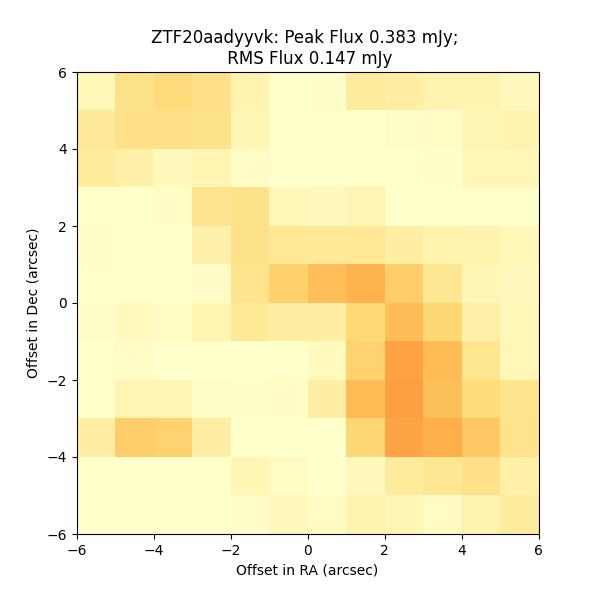 ZTF20aadyyvk: Peak Flux 0.383 mJy;
RMS Flux 0.147 mJy
6
4
2
0
−2
−4
−6
Offset in Dec (arcsec)
−6 −4 −2 0 2 4 6
Offset in RA (arcsec)